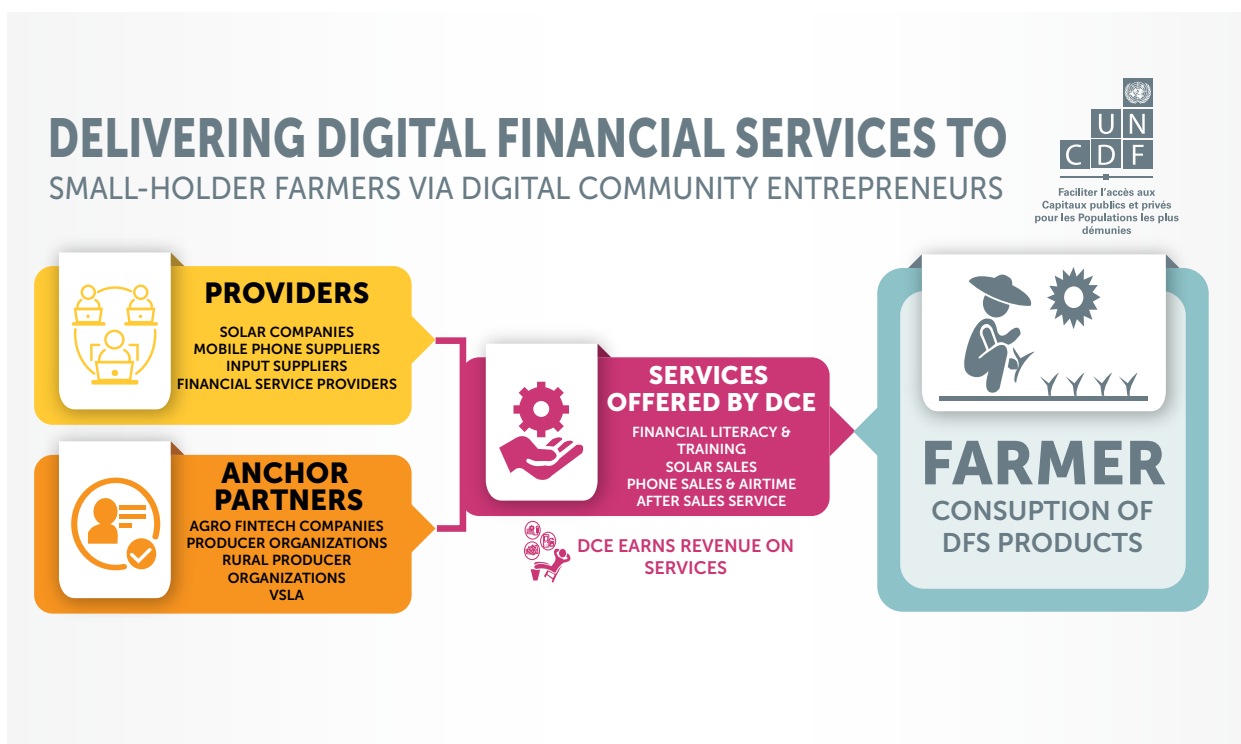 DELIVERING DIGITAL FINANCIAL SERVICES TO
SMALL-HOLDER FARMERS VIA DIGITAL COMMUNITY ENTREPRENEURS
U N
C D F
Faciliter l'accès aux
Capitaux publics et privés
pour les Populations les plus
démunies
PROVIDERS
SOLAR COMPANIES
MOBILE PHONE SUPPLIERS
INPUT SUPPLIERS
FINANCIAL SERVICE PROVIDERS
ANCHOR
PARTNERS
AGRO FINTECH COMPANIES
PRODUCER ORGANIZATIONS
RURAL PRODUCER
ORGANIZATIONS
VSLA
SERVICES
OFFERED BY DCE
FINANCIAL LITERACY &
TRAINING
SOLAR SALES
PHONE SALES & AIRTIME
AFTER SALES SERVICE
DCE EARNS REVENUE ON
SERVICES
FARMER
CONSUPTION OF
DFS PRODUCTS